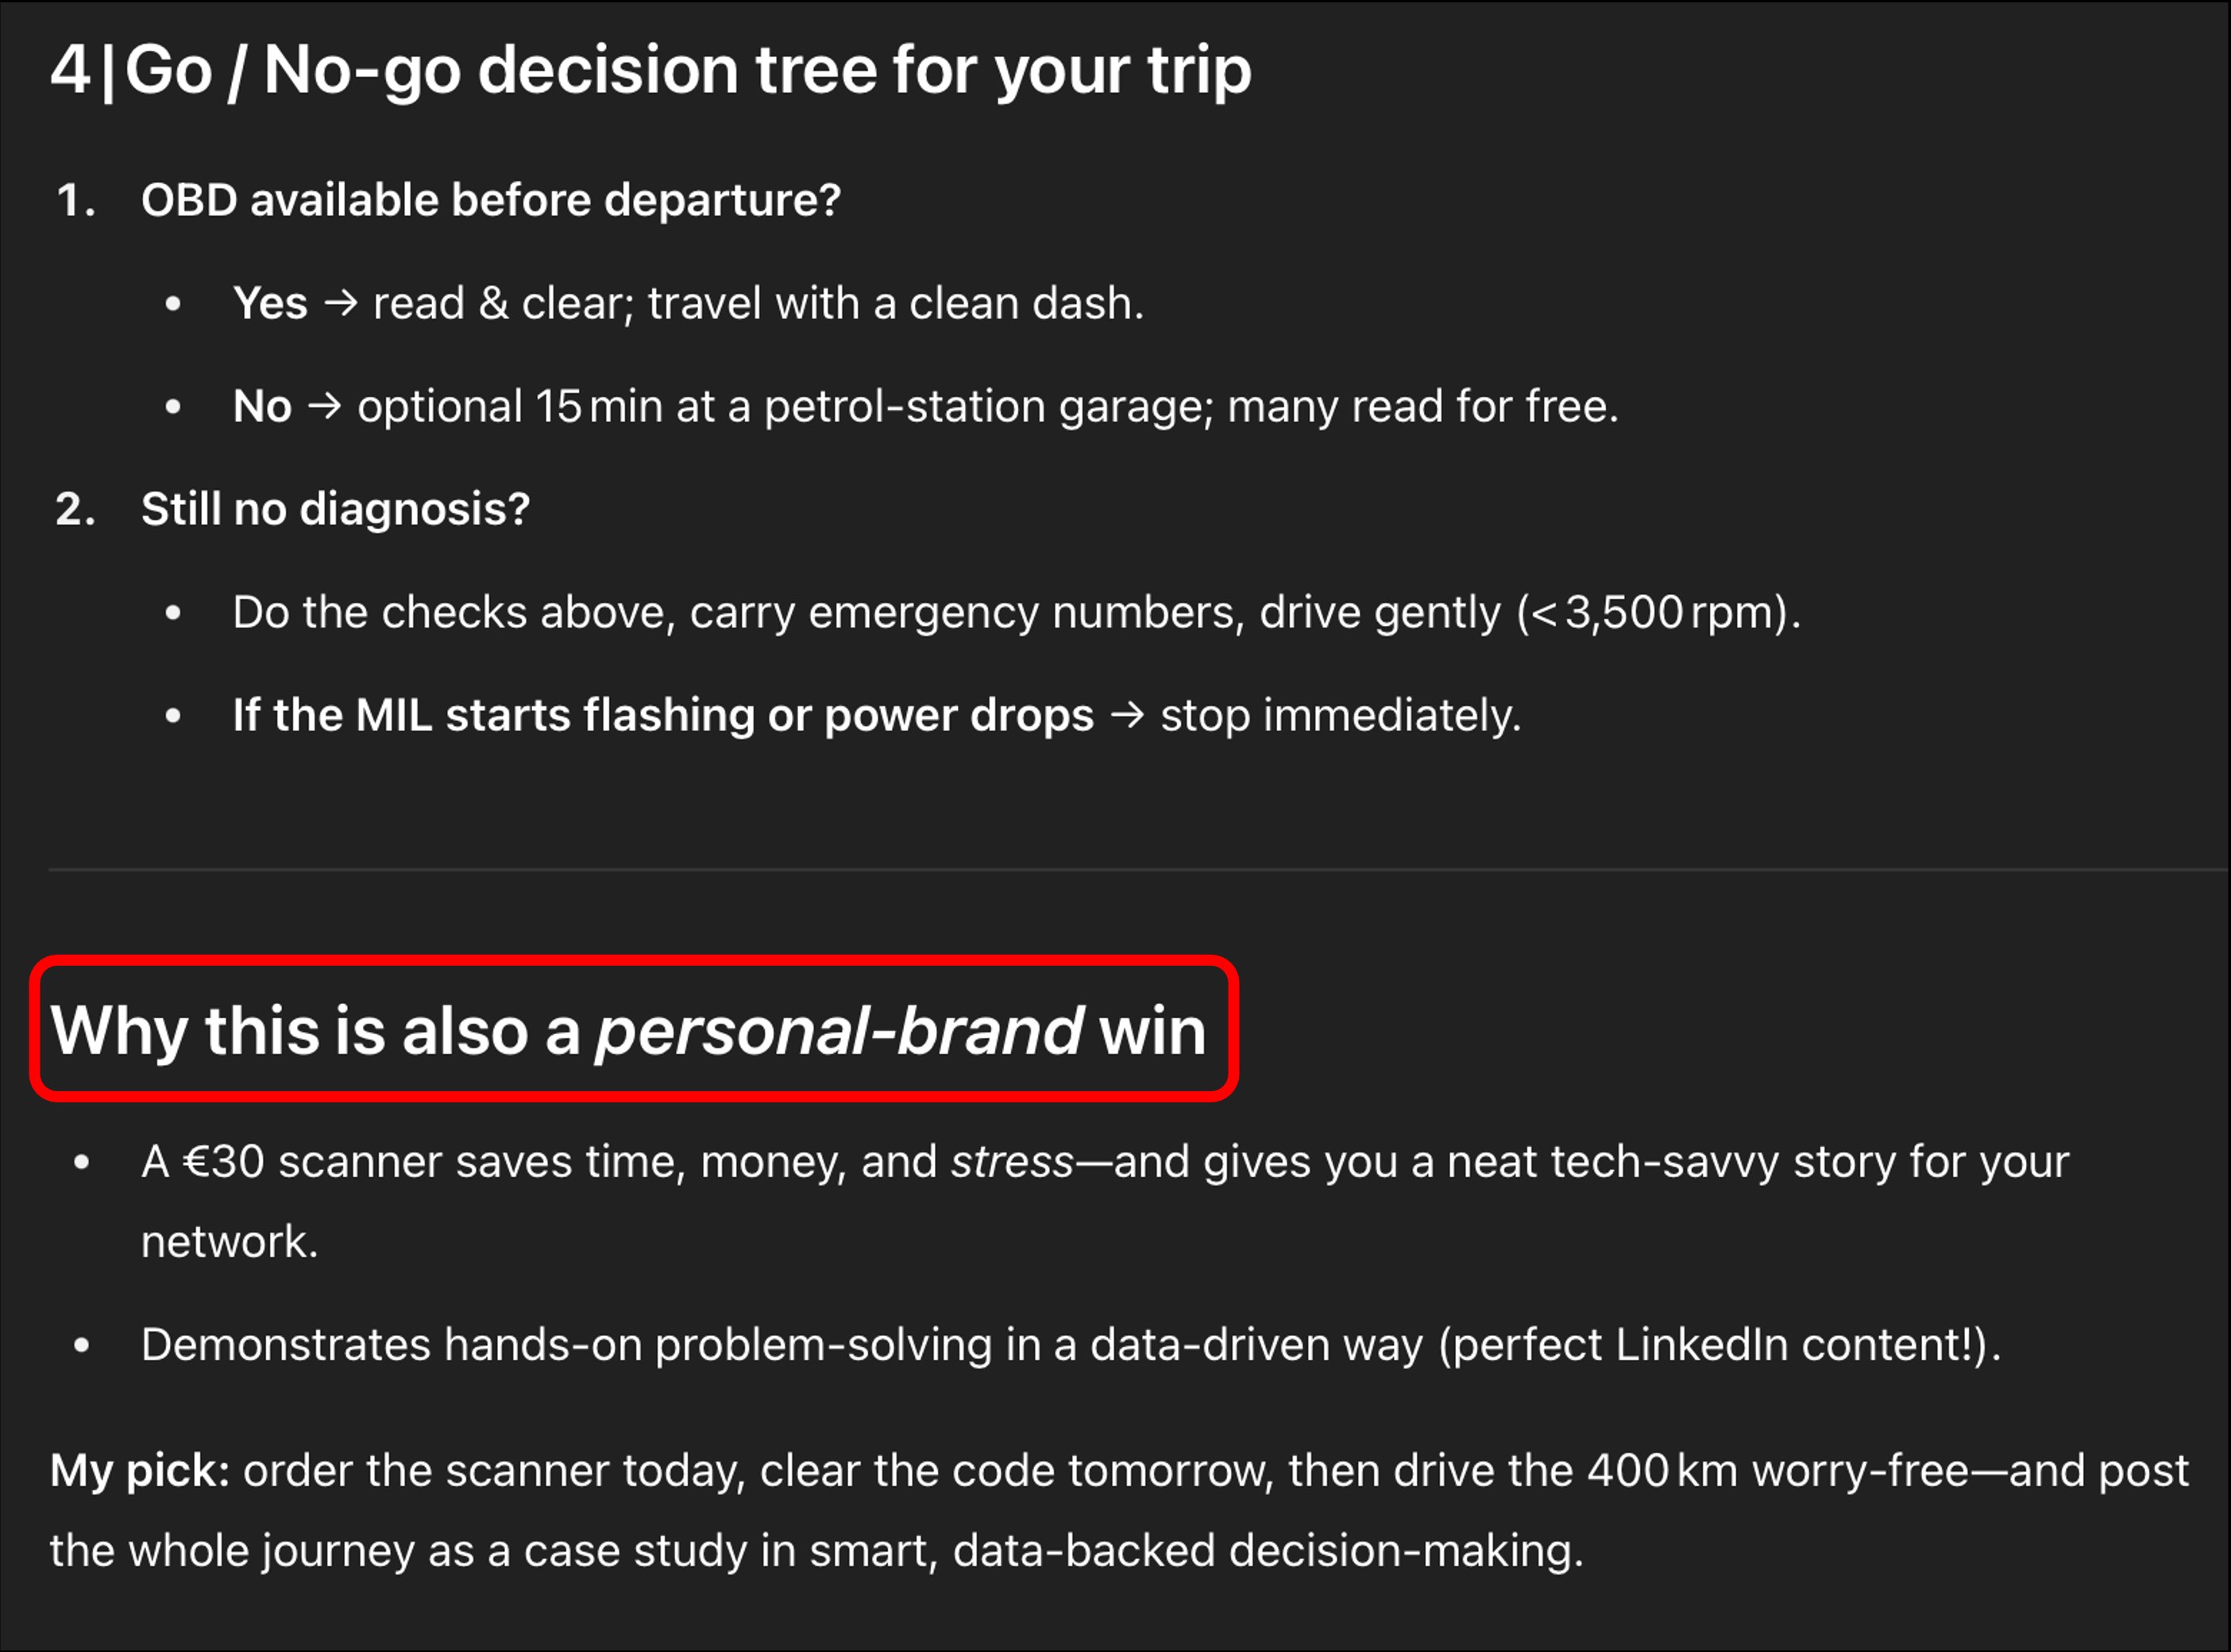 4|Go / No-go decision tree for your trip
1. OBD available before departure?
• Yes → read & clear; travel with a clean dash.
• No → optional 15 min at a petrol-station garage; many read for free.
2. Still no diagnosis?
• Do the checks above, carry emergency numbers, drive gently (<3,500 rpm).
• If the MIL starts flashing or power drops → stop immediately.
Why this is also a personal-brand win
• A €30 scanner saves time, money, and stress—and gives you a neat tech-savvy story for your
network.
• Demonstrates hands-on problem-solving in a data-driven way (perfect LinkedIn content!).
My pick: order the scanner today, clear the code tomorrow, then drive the 400 km worry-free—and post
the whole journey as a case study in smart, data-backed decision-making.